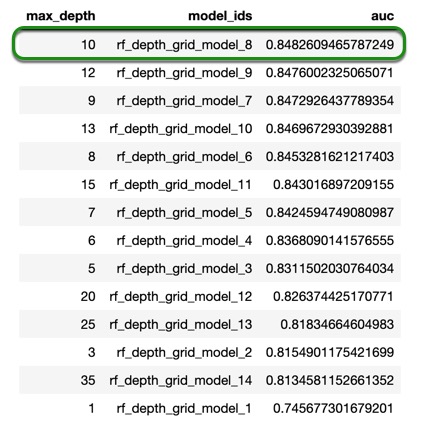 max_depth model_ids auc
10 rf_depth_grid_model_8 0.8482609465787249
12 rf_depth_grid_model_9 0.8476002325065071
9 rf_depth_grid_model_7 0.8472926437789354
13 rf_depth_grid_model_10 0.8469672930392881
8 rf_depth_grid_model_6 0.8453281621217403
15 rf_depth_grid_model_11 0.843016897209155
7 rf_depth_grid_model_5 0.8424594749080987
6 rf_depth_grid_model_4 0.8368090141576555
5 rf_depth_grid_model_3 0.8311502030764034
20 rf_depth_grid_model_12 0.826374425170771
25 rf_depth_grid_model_13 0.81834664604983
3 rf_depth_grid_model_2 0.8154901175421699
35 rf_depth_grid_model_14 0.8134581152661352
1 rf_depth_grid_model_1 0.745677301679201